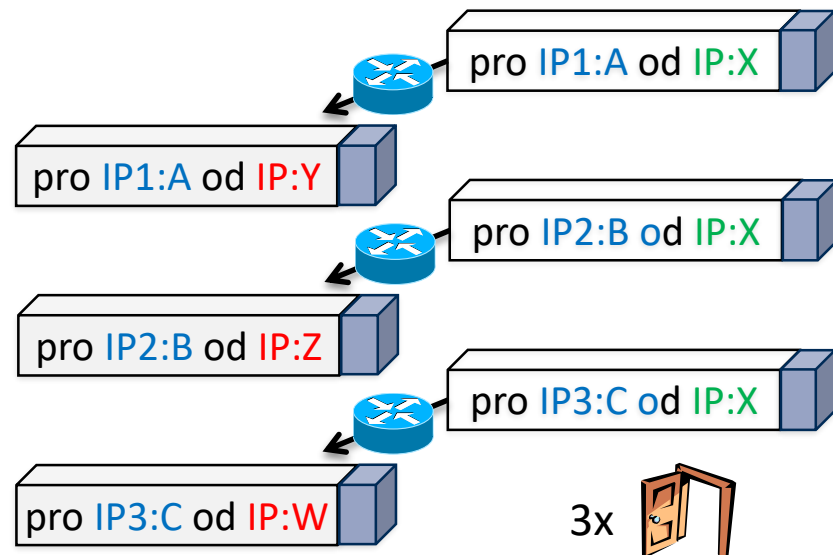 pro IP1:A od IP:X
pro IP1:A od IP:Y
pro IP2:B od IP:X
pro IP2:B od IP:Z
pro IP3:C od IP:X
pro IP3:C od IP:W
3x